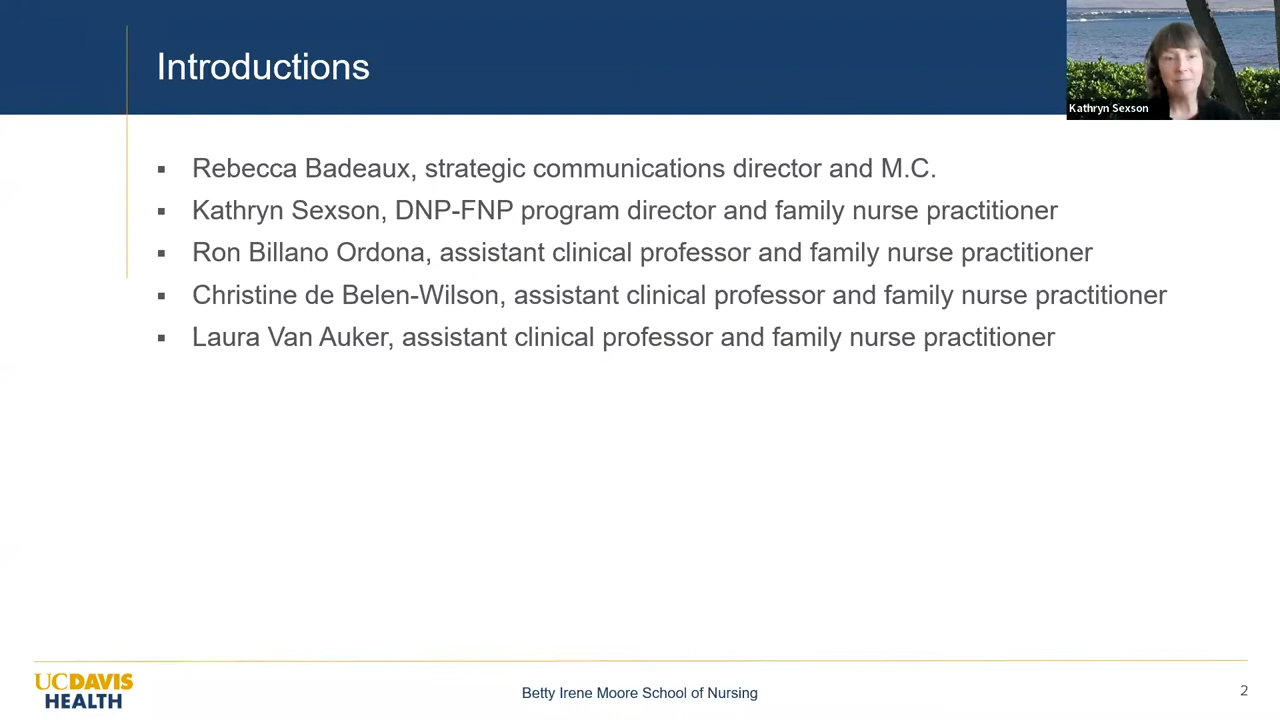 Introductions
Kathryn Sexson
▪ Rebecca Badeaux, strategic communications director and M.C.
▪ Kathryn Sexson, DNP-FNP program director and family nurse practitioner
▪ Ron Billano Ordona, assistant clinical professor and family nurse practitioner
▪ Christine de Belen-Wilson, assistant clinical professor and family nurse practitioner
▪ Laura Van Auker, assistant clinical professor and family nurse practitioner
UCDAVIS
HEALTH
Betty Irene Moore School of Nursing
2